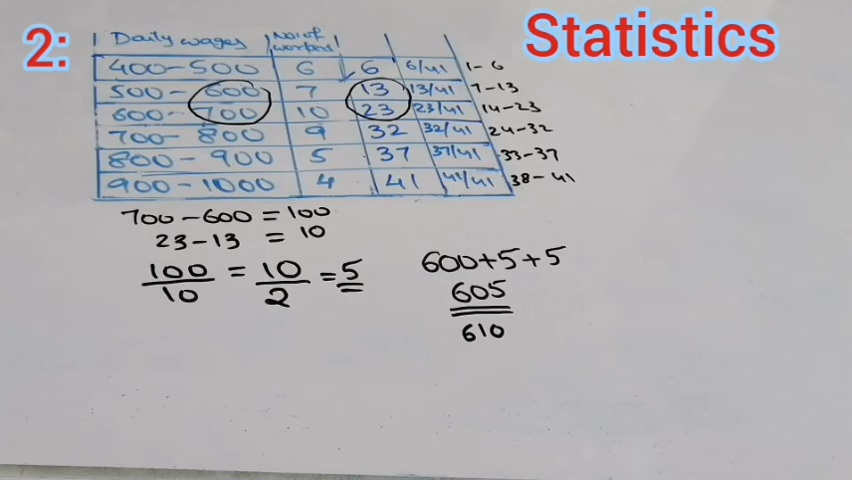 2:
Statistics
Daily wages No. of workers
400-500 6 6 6/41 1-6
500-600 7 13 13/41 7-13
600-700 10 23 23/41 14-23
700-800 9 32 32/41 24-32
800-900 5 37 37/41 33-37
900-1000 4 41 41/41 38-41
700-600=100
23-13 = 10
100/10 = 10/2 = 5
600+5+5
605
610